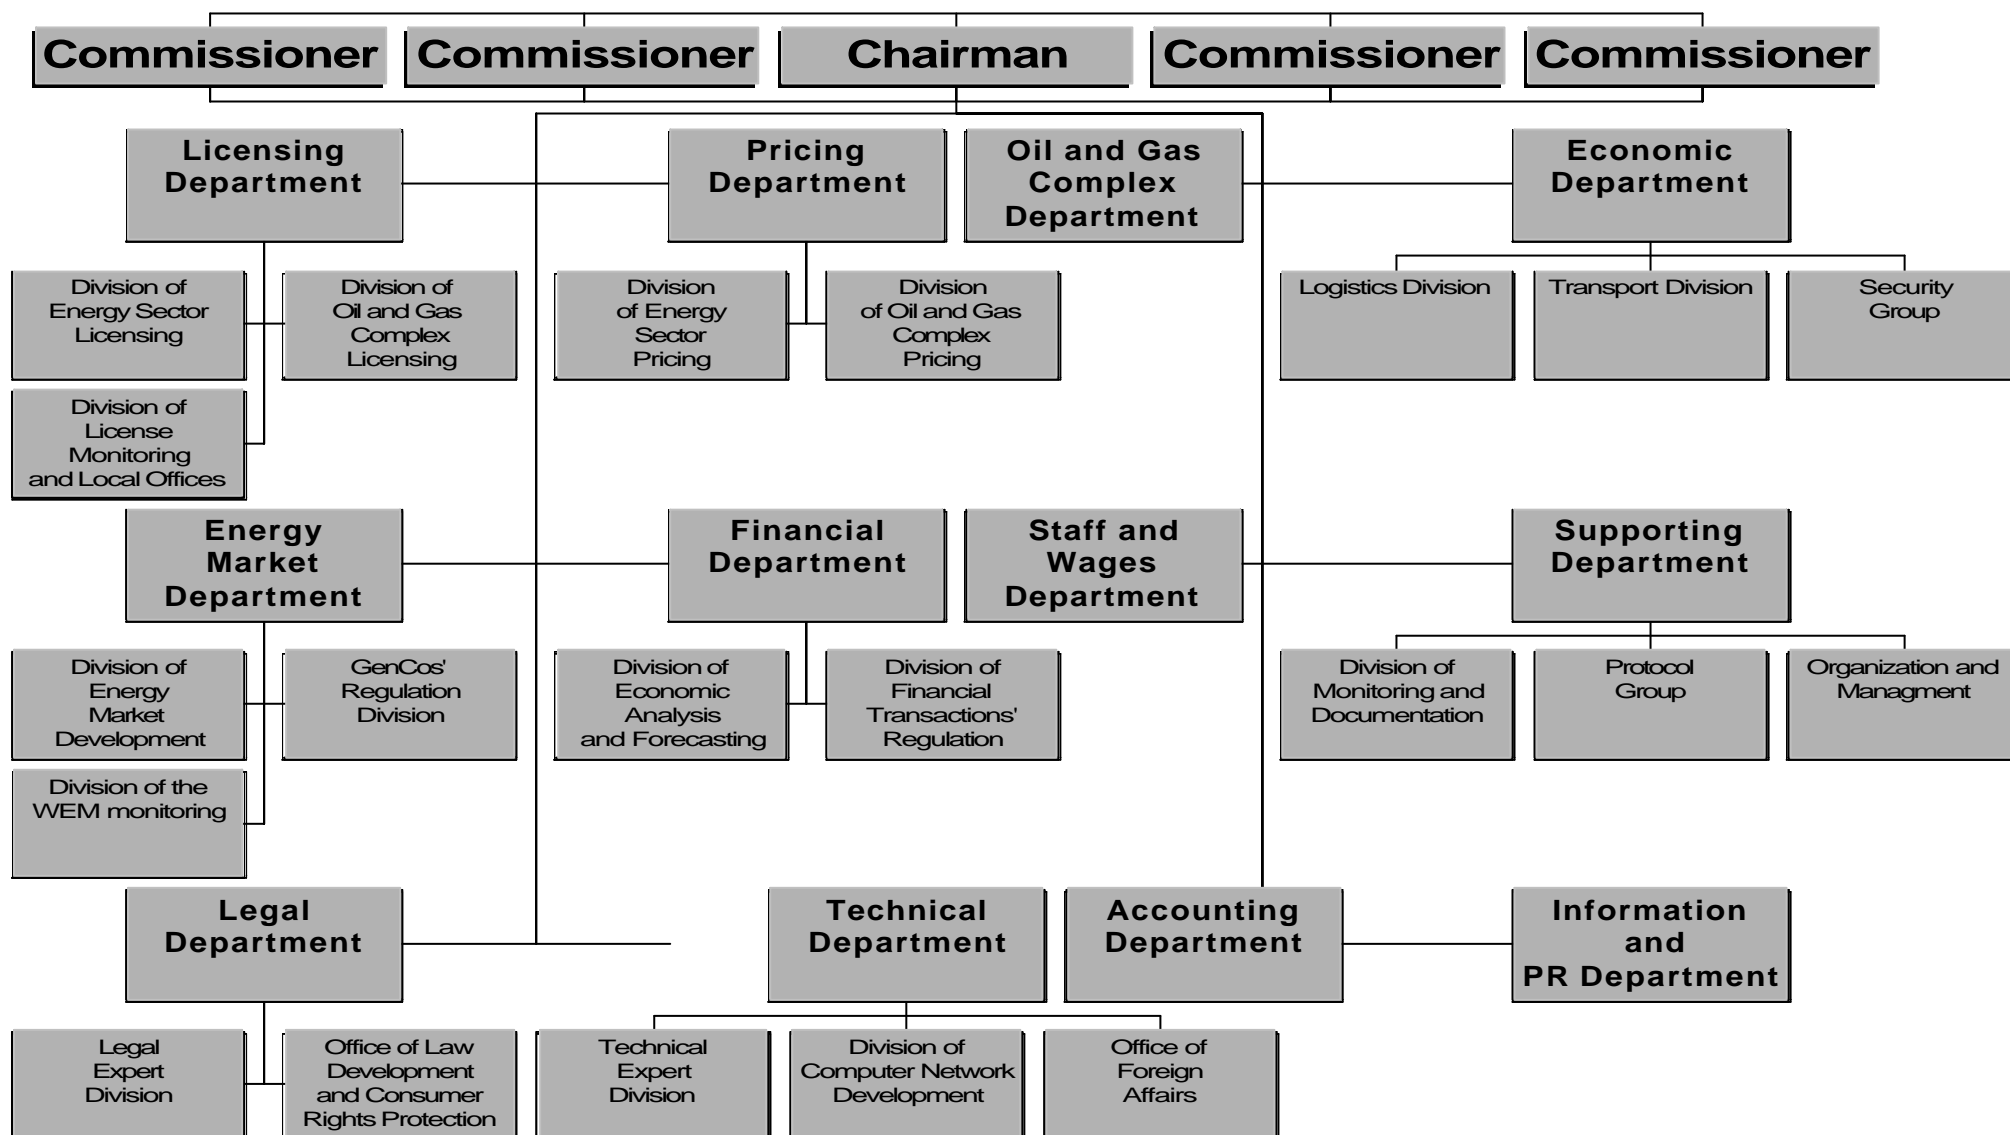 Commissioner
Commissioner
Chairman
Commissioner
Commissioner
Licensing
Department
Pricing
Department
Oil and Gas
Complex
Department
Economic
Department
Division of
Energy Sector
Licensing
Division of
Oil and Gas
Complex
Licensing
Division
of Energy
Sector
Pricing
Division
of Oil and Gas
Complex
Pricing
Logistics Division
Transport Division
Security
Group
Division of
License
Monitoring
and Local Offices
Energy
Market
Department
Financial
Department
Staff and
Wages
Department
Supporting
Department
Division of
Energy
Market
Development
GenCos'
Regulation
Division
Division of
Economic
Analysis
and Forecasting
Division of
Financial
Transactions'
Regulation
Division of
Monitoring and
Documentation
Protocol
Group
Organization and
Managment
Division of the
WEM monitoring
Legal
Department
Technical
Department
Accounting
Department
Information
and
PR Department
Legal
Expert
Division
Office of Law
Development
and Consumer
Rights Protection
Technical
Expert
Division
Division of
Computer Network
Development
Office of
Foreign
Affairs